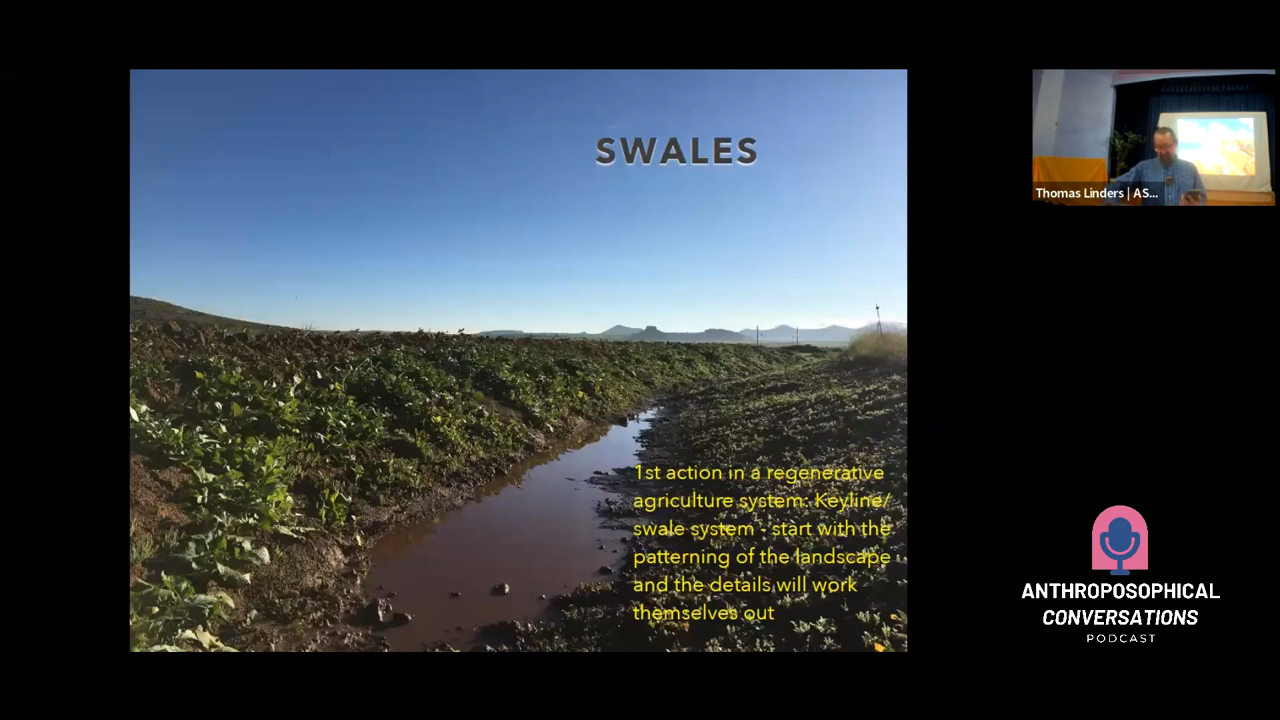 SWALES
1st action in a regenerative
agriculture system: Keyline/
swale system - start with the
patterning of the landscape
and the details will work
themselves out
Thomas Linders | AS...
ANTHROPOSOPHICAL
CONVERSATIONS
PODCAST